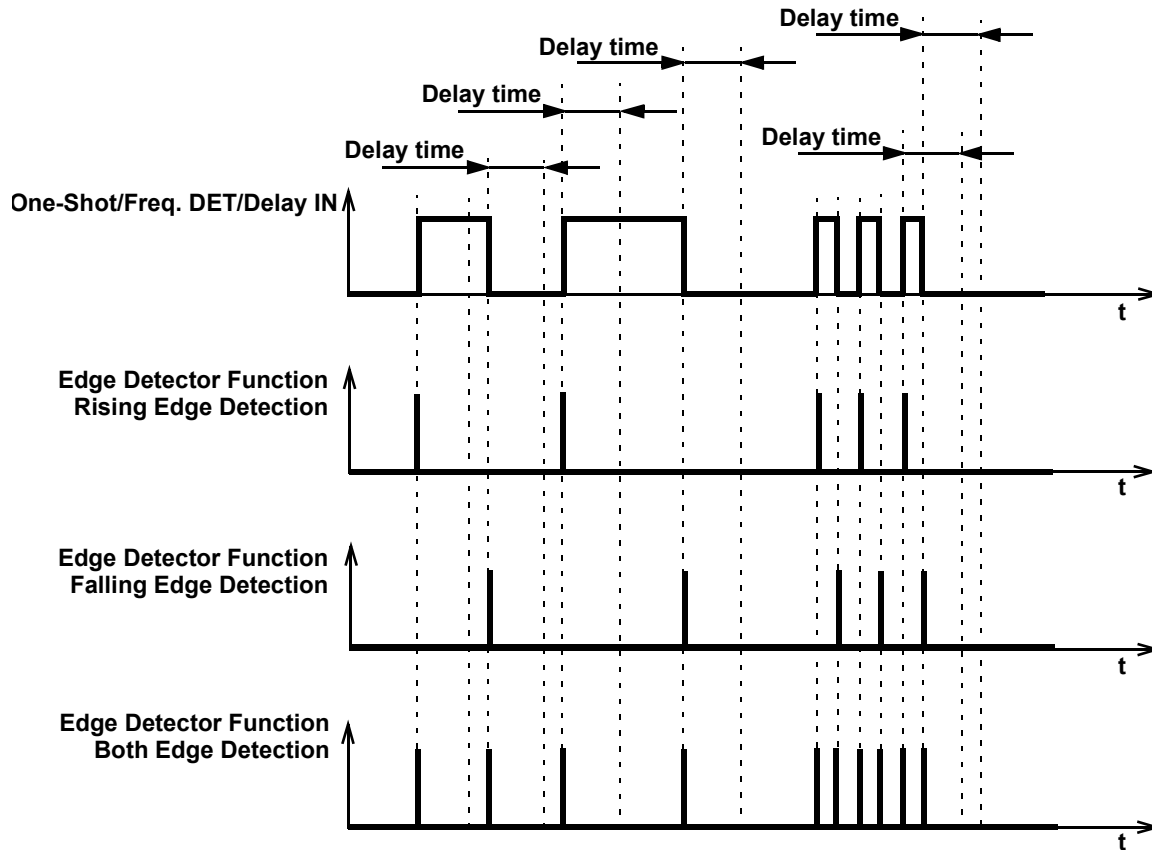 Delay time
Delay time
Delay time
Delay time
Delay time
One-Shot/Freq. DET/Delay IN
t
Edge Detector Function
Rising Edge Detection
t
Edge Detector Function
Falling Edge Detection
t
Edge Detector Function
Both Edge Detection
t